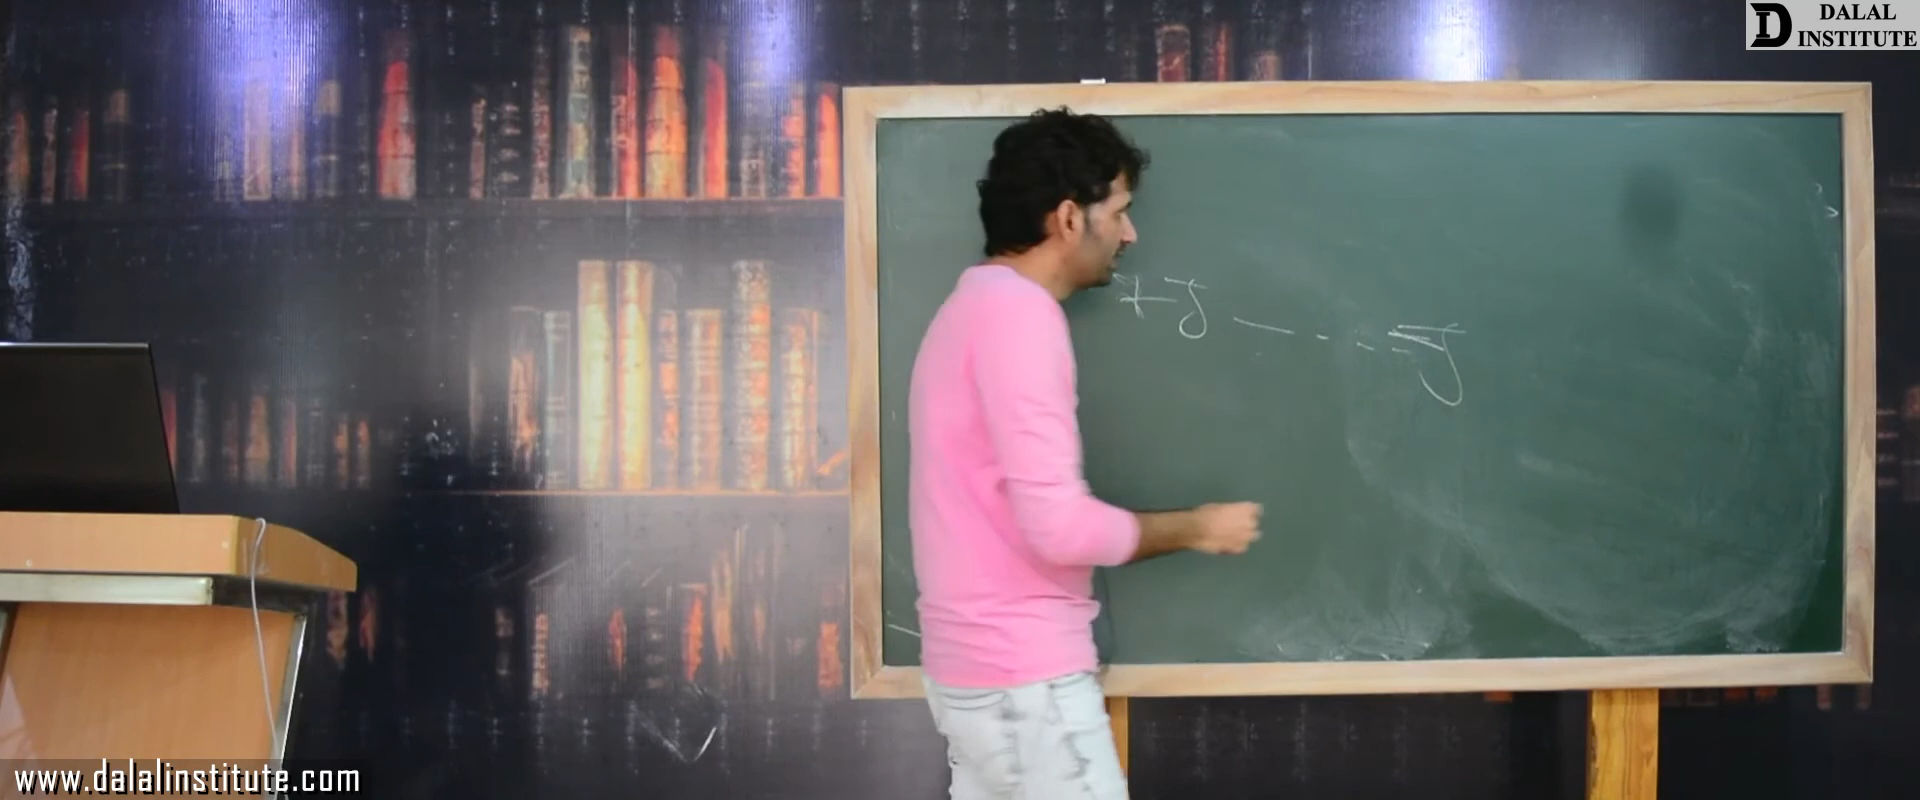 DALAL
INSTITUTE
+J — - - - - J
www.dalalinstitute.com